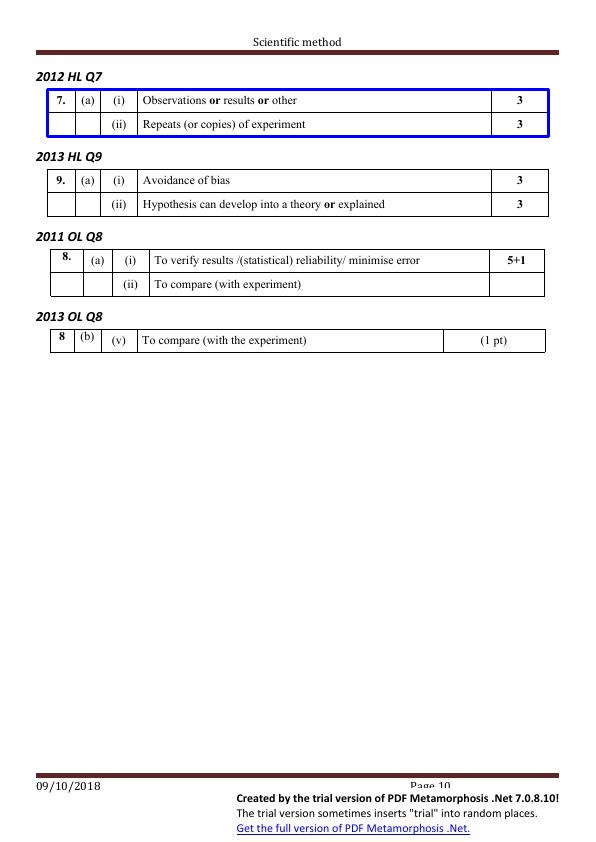 Scientific method
2012 HL Q7
7. (a) (i) Observations or results or other 3
(ii) Repeats (or copies) of experiment 3
2013 HL Q9
9. (a) (i) Avoidance of bias 3
(ii) Hypothesis can develop into a theory or explained 3
2011 OL Q8
8. (a) (i) To verify results /(statistical) reliability/ minimise error 5+1
(ii) To compare (with experiment)
2013 OL Q8
8 (b) (v) To compare (with the experiment) (1 pt)
09/10/2018 Page 10
Created by the trial version of PDF Metamorphosis .Net 7.0.8.10!
The trial version sometimes inserts "trial" into random places.
Get the full version of PDF Metamorphosis .Net.